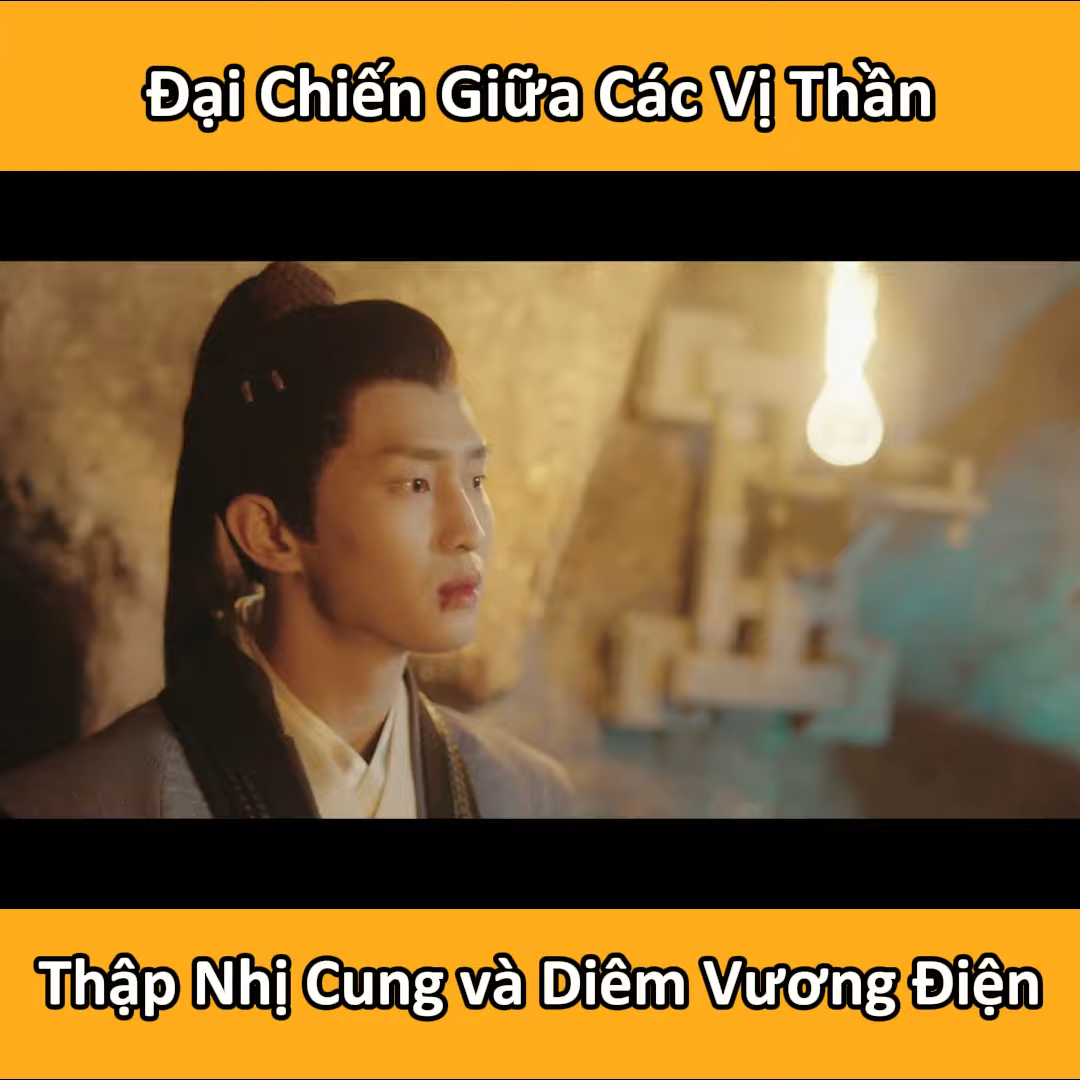 Đại Chiến Giữa Các Vị Thần
Thập Nhị Cung và Diêm Vương Điện